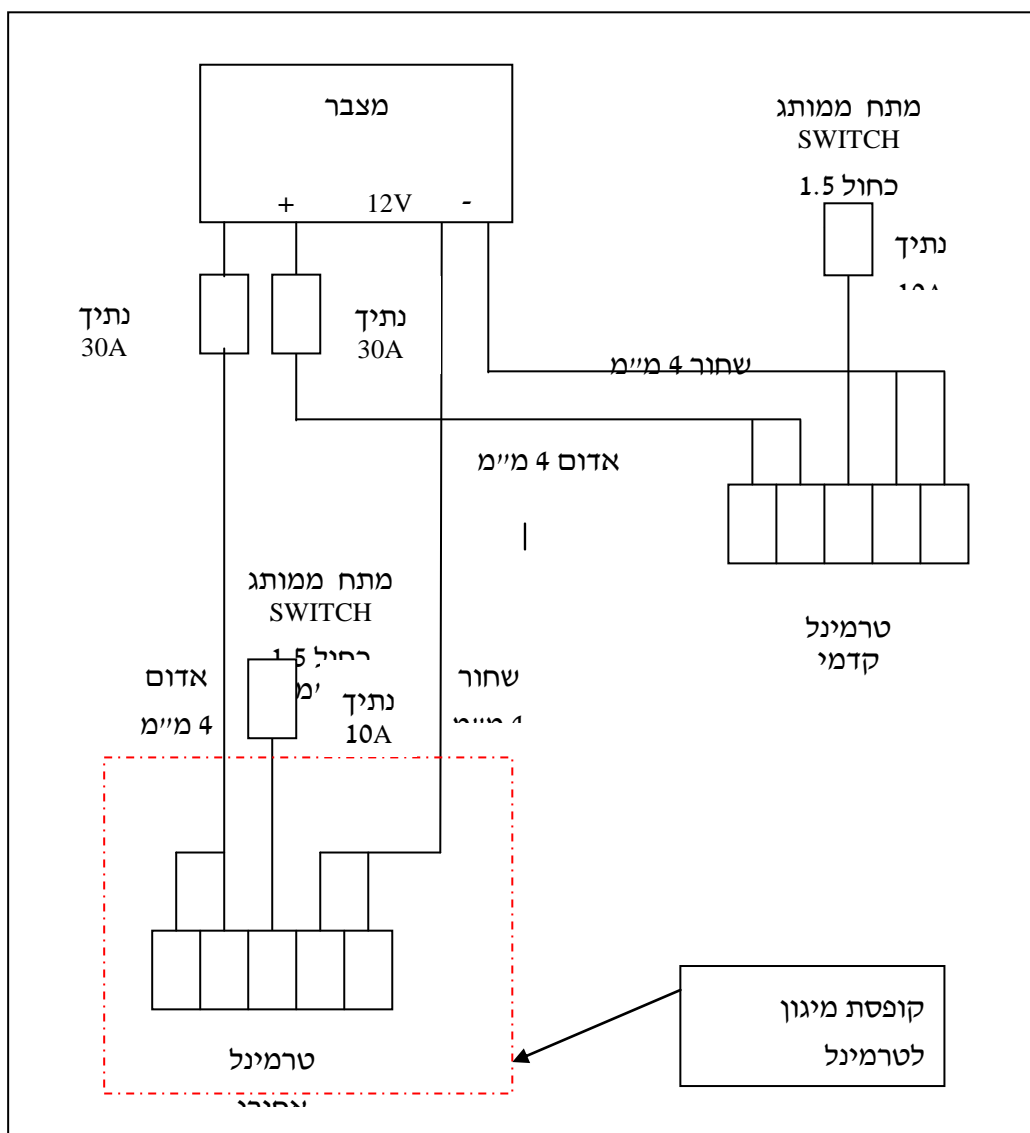 מצבר
+ 12V -
מתח ממותג
SWITCH
כחול 1.5
נתיך
נתיך
30A
נתיך
30A
שחור 4 מ״מ
אדום 4 מ״מ
טרמינל
קדמי
מתח ממותג
SWITCH
נתיך
10A
אדום
4 מ״מ
שחור
טרמינל
קופסת מיגון
לטרמינל